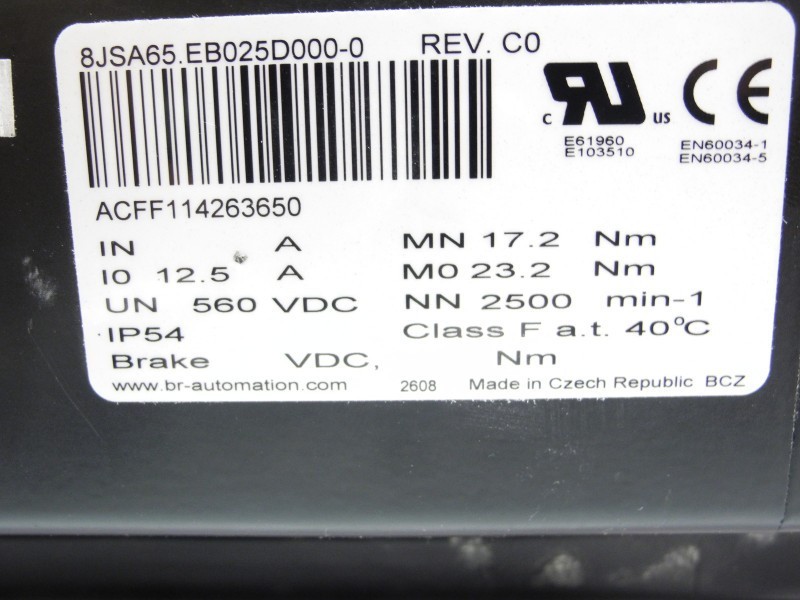 8JSA65.EB025D000-0 REV. C0
c RU us CE
E61960
E103510
EN60034-1
EN60034-5
ACFF114263650
IN A MN 17.2 Nm
I0 12.5 A M0 23.2 Nm
UN 560 VDC NN 2500 min-1
IP54 Class F a.t. 40°C
Brake VDC, Nm
www.br-automation.com 2608 Made in Czech Republic BCZ